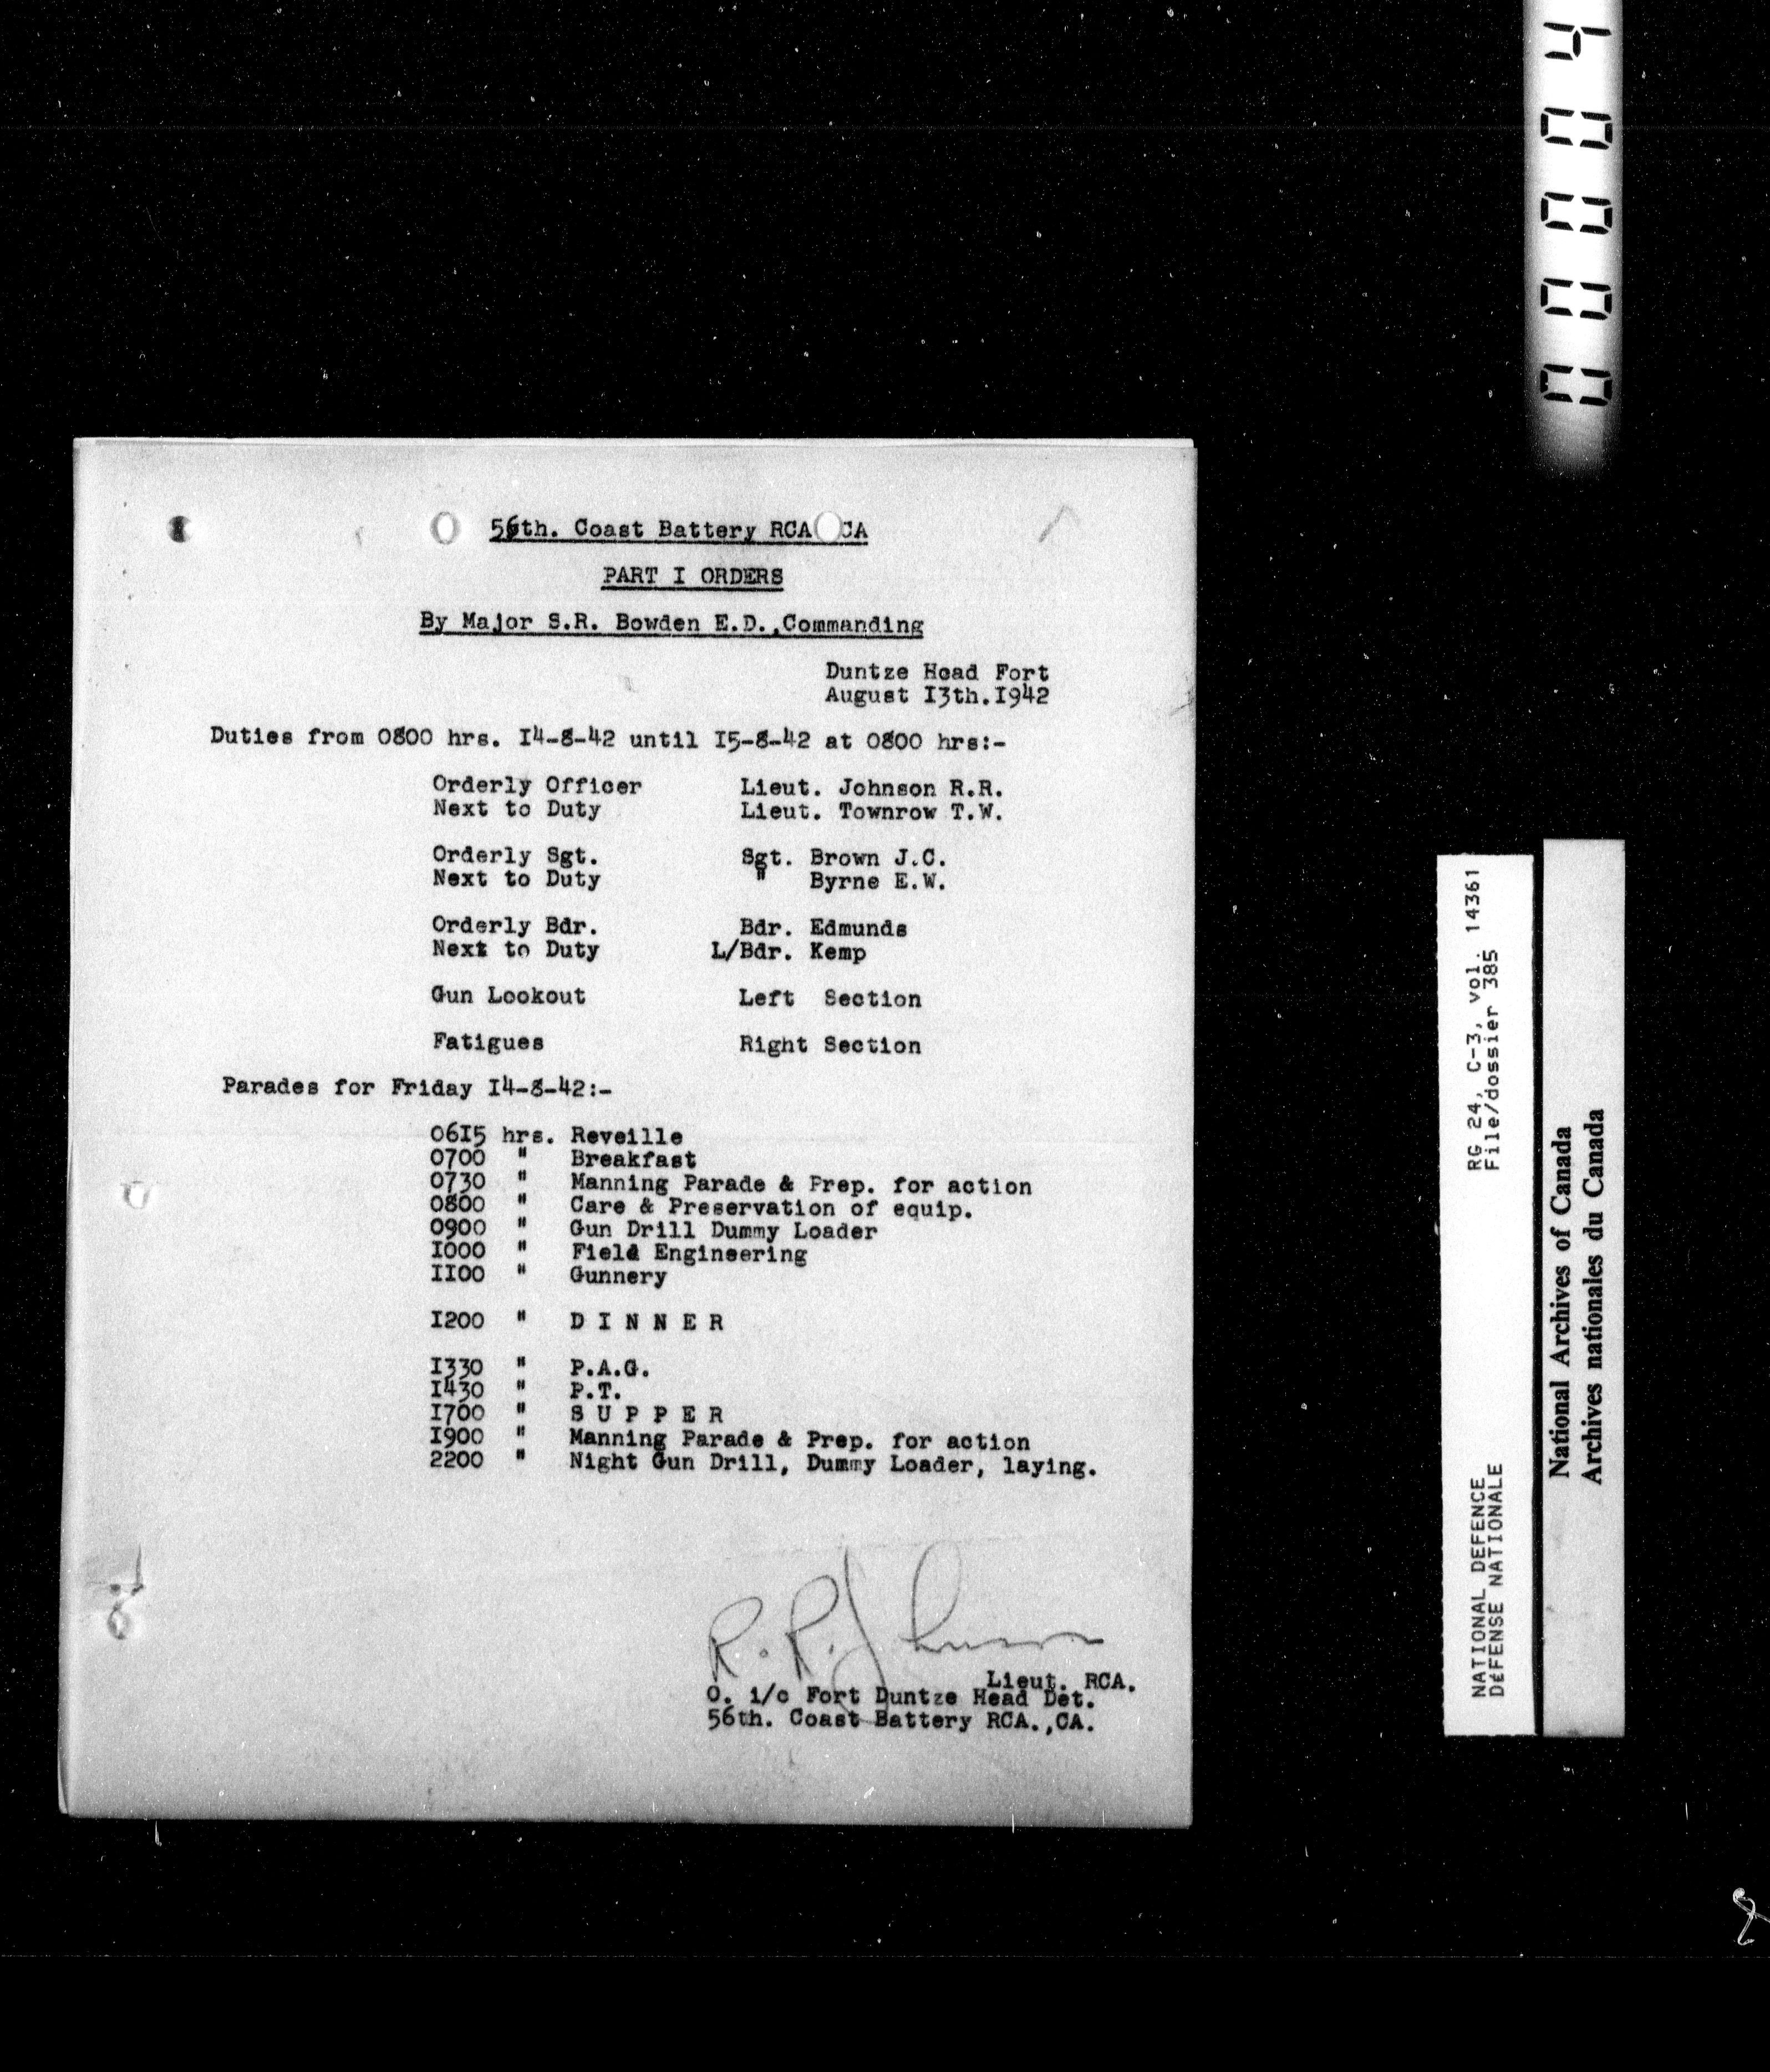 56th. Coast Battery RCA CA
PART I ORDERS
By Major S.R. Bowden E.D.,Commanding
Duntze Head Fort
August I3th.I942
Duties from 0800 hrs. I4-8-42 until I5-8-42 at 0800 hrs:-
Orderly Officer Lieut. Johnson R.R.
Next to Duty Lieut. Townrow T.W.
Orderly Sgt. Sgt. Brown J.C.
Next to Duty " Byrne E.W.
Orderly Bdr. Bdr. Edmunds
Next to Duty L/Bdr. Kemp
Gun Lookout Left Section
Fatigues Right Section
Parades for Friday I4-8-42:-
06I5 hrs. Reveille
0700 " Breakfast
0730 " Manning Parade & Prep. for action
0800 " Care & Preservation of equip.
0900 " Gun Drill Dummy Loader
I000 " Field Engineering
II00 " Gunnery
I200 " D I N N E R
I330 " P.A.G.
I430 " P.T.
I700 " S U P P E R
I900 " Manning Parade & Prep. for action
2200 " Night Gun Drill, Dummy Loader, laying.
R. R. Johnson
Lieut. RCA.
O. i/c Fort Duntze Head Det.
56th. Coast Battery RCA.,CA.
00004
NATIONAL DEFENCE RG 24, C-3, vol. 14361
DÉFENSE NATIONALE File/dossier 385
National Archives of Canada
Archives nationales du Canada